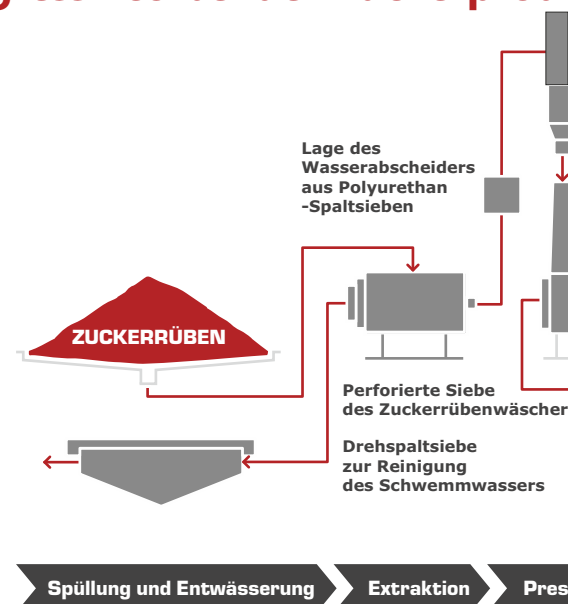 Lage des
Wasserabscheiders
aus Polyurethan
-Spaltsieben
ZUCKERRÜBEN
Perforierte Siebe
des Zuckerrübenwäscher
Drehspaltsiebe
zur Reinigung
des Schwemmwassers
Spüllung und Entwässerung
Extraktion
Pres